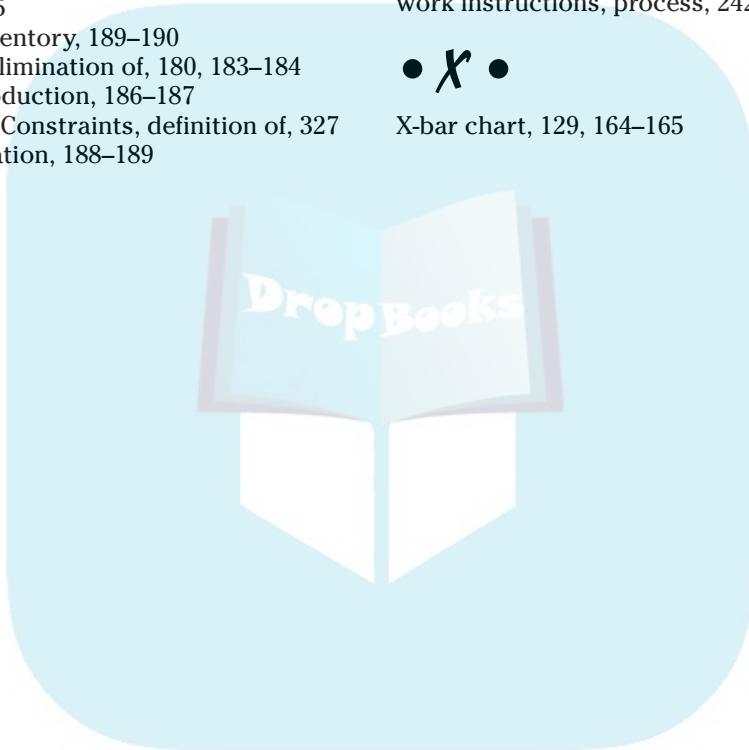 entory, 189–190
limination of, 180, 183–184
duction, 186–187
Constraints, definition of, 327
ation, 188–189
work instructions, process, 242
• X •
X-bar chart, 129, 164–165
DropBooks